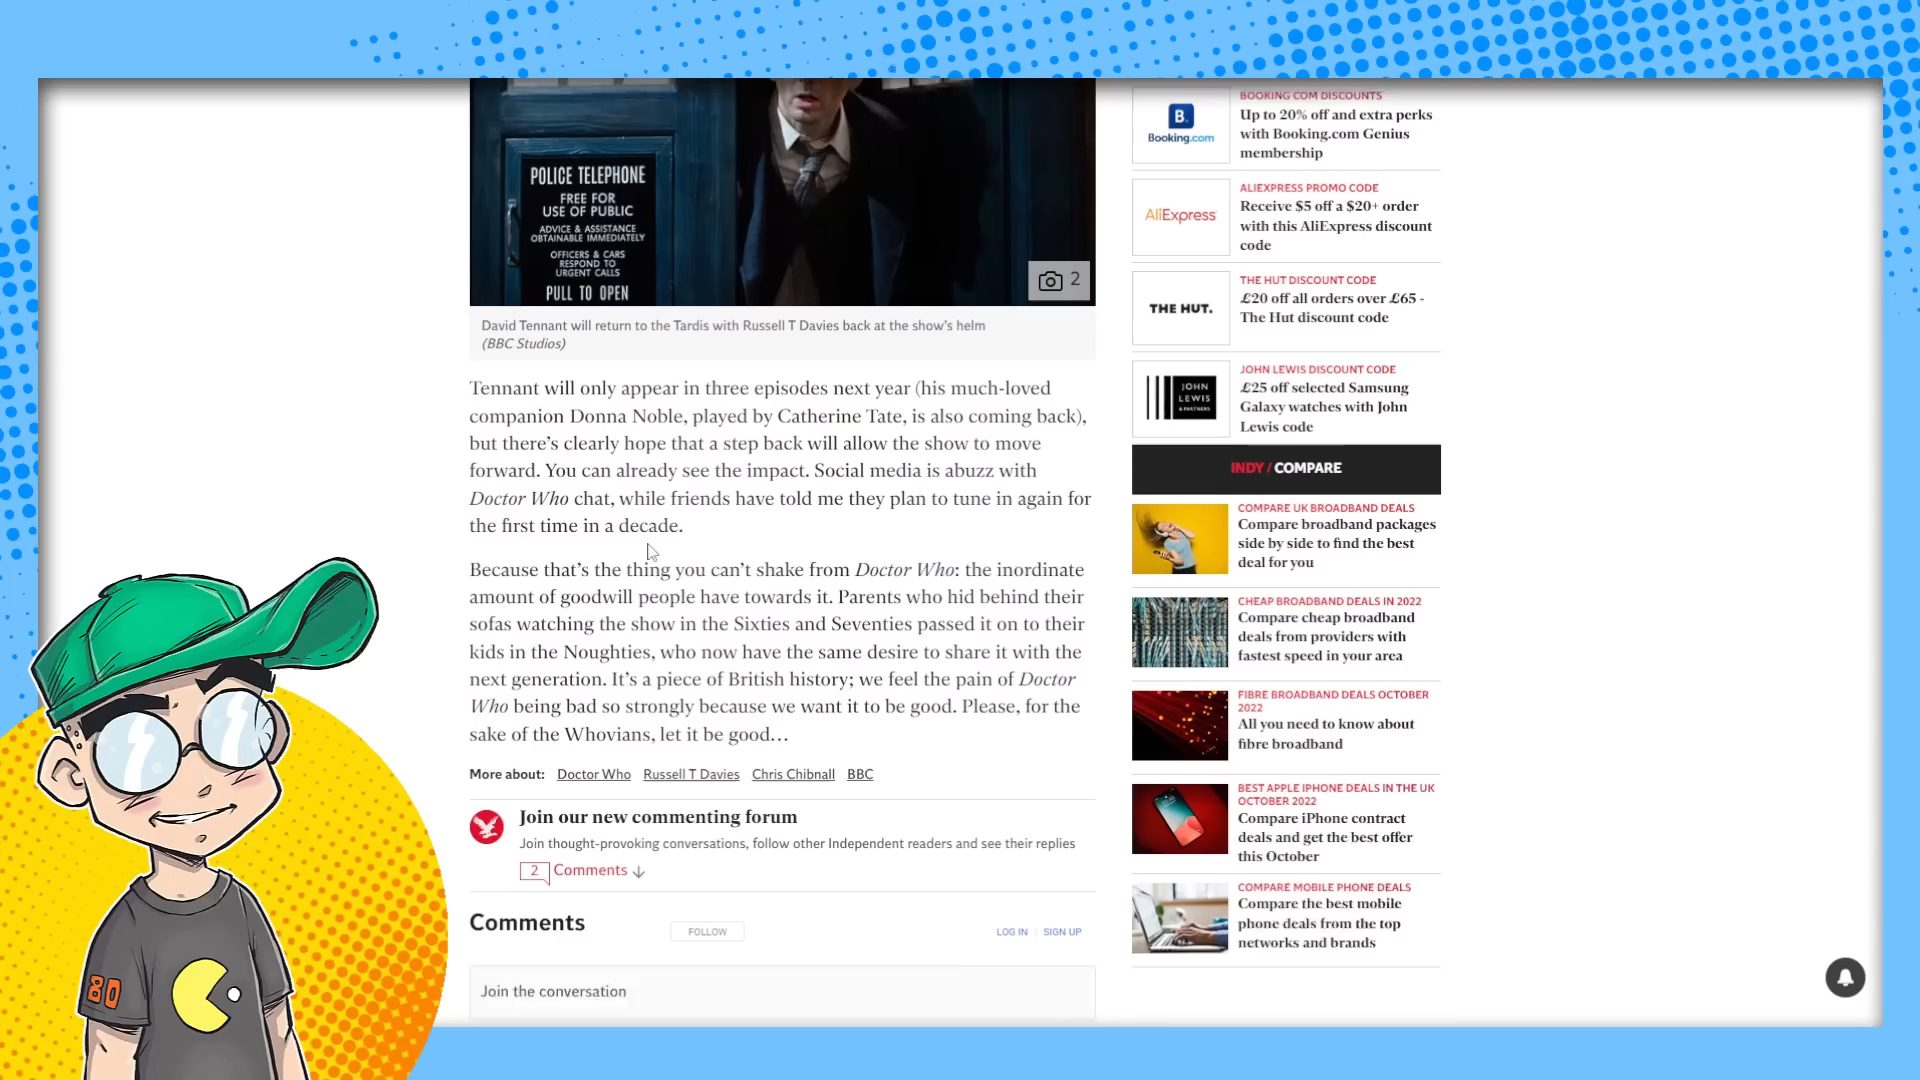 POLICE TELEPHONE
FREE FOR
USE OF PUBLIC
ADVICE & ASSISTANCE
OBTAINABLE IMMEDIATELY
OFFICERS & CARS
RESPOND TO
URGENT CALLS
PULL TO OPEN
2
David Tennant will return to the Tardis with Russell T Davies back at the show's helm
(BBC Studios)
Tennant will only appear in three episodes next year (his much-loved
companion Donna Noble, played by Catherine Tate, is also coming back),
but there's clearly hope that a step back will allow the show to move
forward. You can already see the impact. Social media is abuzz with
Doctor Who chat, while friends have told me they plan to tune in again for
the first time in a decade.
Because that's the thing you can't shake from Doctor Who: the inordinate
amount of goodwill people have towards it. Parents who hid behind their
sofas watching the show in the Sixties and Seventies passed it on to their
kids in the Noughties, who now have the same desire to share it with the
next generation. It's a piece of British history; we feel the pain of Doctor
Who being bad so strongly because we want it to be good. Please, for the
sake of the Whovians, let it be good…
More about: Doctor Who Russell T Davies Chris Chibnall BBC
Join our new commenting forum
Join thought-provoking conversations, follow other Independent readers and see their replies
2 Comments
Comments
FOLLOW
LOG IN | SIGN UP
Join the conversation
B.
Booking.com
BOOKING COM DISCOUNTS
Up to 20% off and extra perks
with Booking.com Genius
membership
AliExpress
ALIEXPRESS PROMO CODE
Receive $5 off a $20+ order
with this AliExpress discount
code
THE HUT.
THE HUT DISCOUNT CODE
£20 off all orders over £65 -
The Hut discount code
JOHN
LEWIS
& PARTNERS
JOHN LEWIS DISCOUNT CODE
£25 off selected Samsung
Galaxy watches with John
Lewis code
INDY / COMPARE
COMPARE UK BROADBAND DEALS
Compare broadband packages
side by side to find the best
deal for you
CHEAP BROADBAND DEALS IN 2022
Compare cheap broadband
deals from providers with
fastest speed in your area
FIBRE BROADBAND DEALS OCTOBER
2022
All you need to know about
fibre broadband
BEST APPLE IPHONE DEALS IN THE UK
OCTOBER 2022
Compare iPhone contract
deals and get the best offer
this October
COMPARE MOBILE PHONE DEALS
Compare the best mobile
phone deals from the top
networks and brands
80